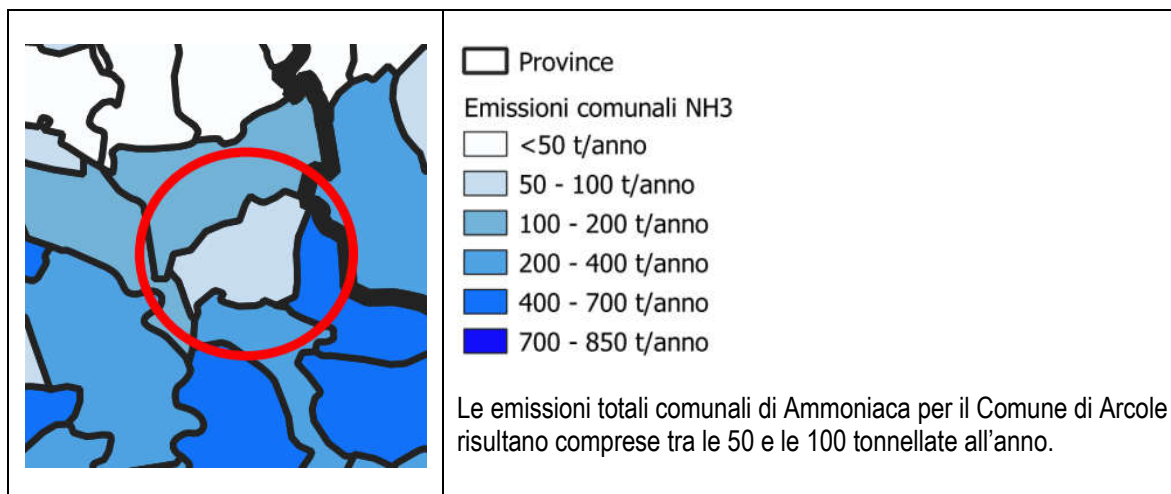 Province
Emissioni comunali NH3
<50 t/anno
50 - 100 t/anno
100 - 200 t/anno
200 - 400 t/anno
400 - 700 t/anno
700 - 850 t/anno
Le emissioni totali comunali di Ammoniaca per il Comune di Arcole
risultano comprese tra le 50 e le 100 tonnellate all’anno.